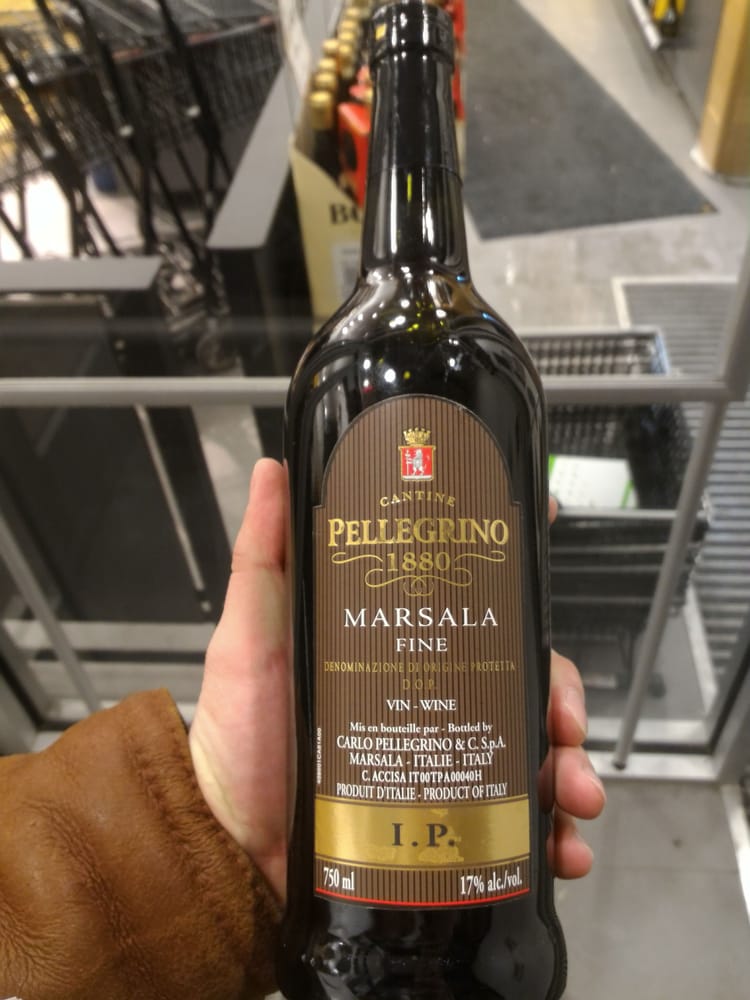 BO
CANTINE
PELLEGRINO
1880
MARSALA
FINE
DENOMINAZIONE DI ORIGINE PROTETTA
D.O.P.
VIN - WINE
Mis en bouteille par - Bottled by
CARLO PELLEGRINO & C. S.p.A.
MARSALA - ITALIE - ITALY
C. ACCISA IT00TPA00040H
PRODUIT D'ITALIE - PRODUCT OF ITALY
I.P.
750 ml 17% alc./vol.